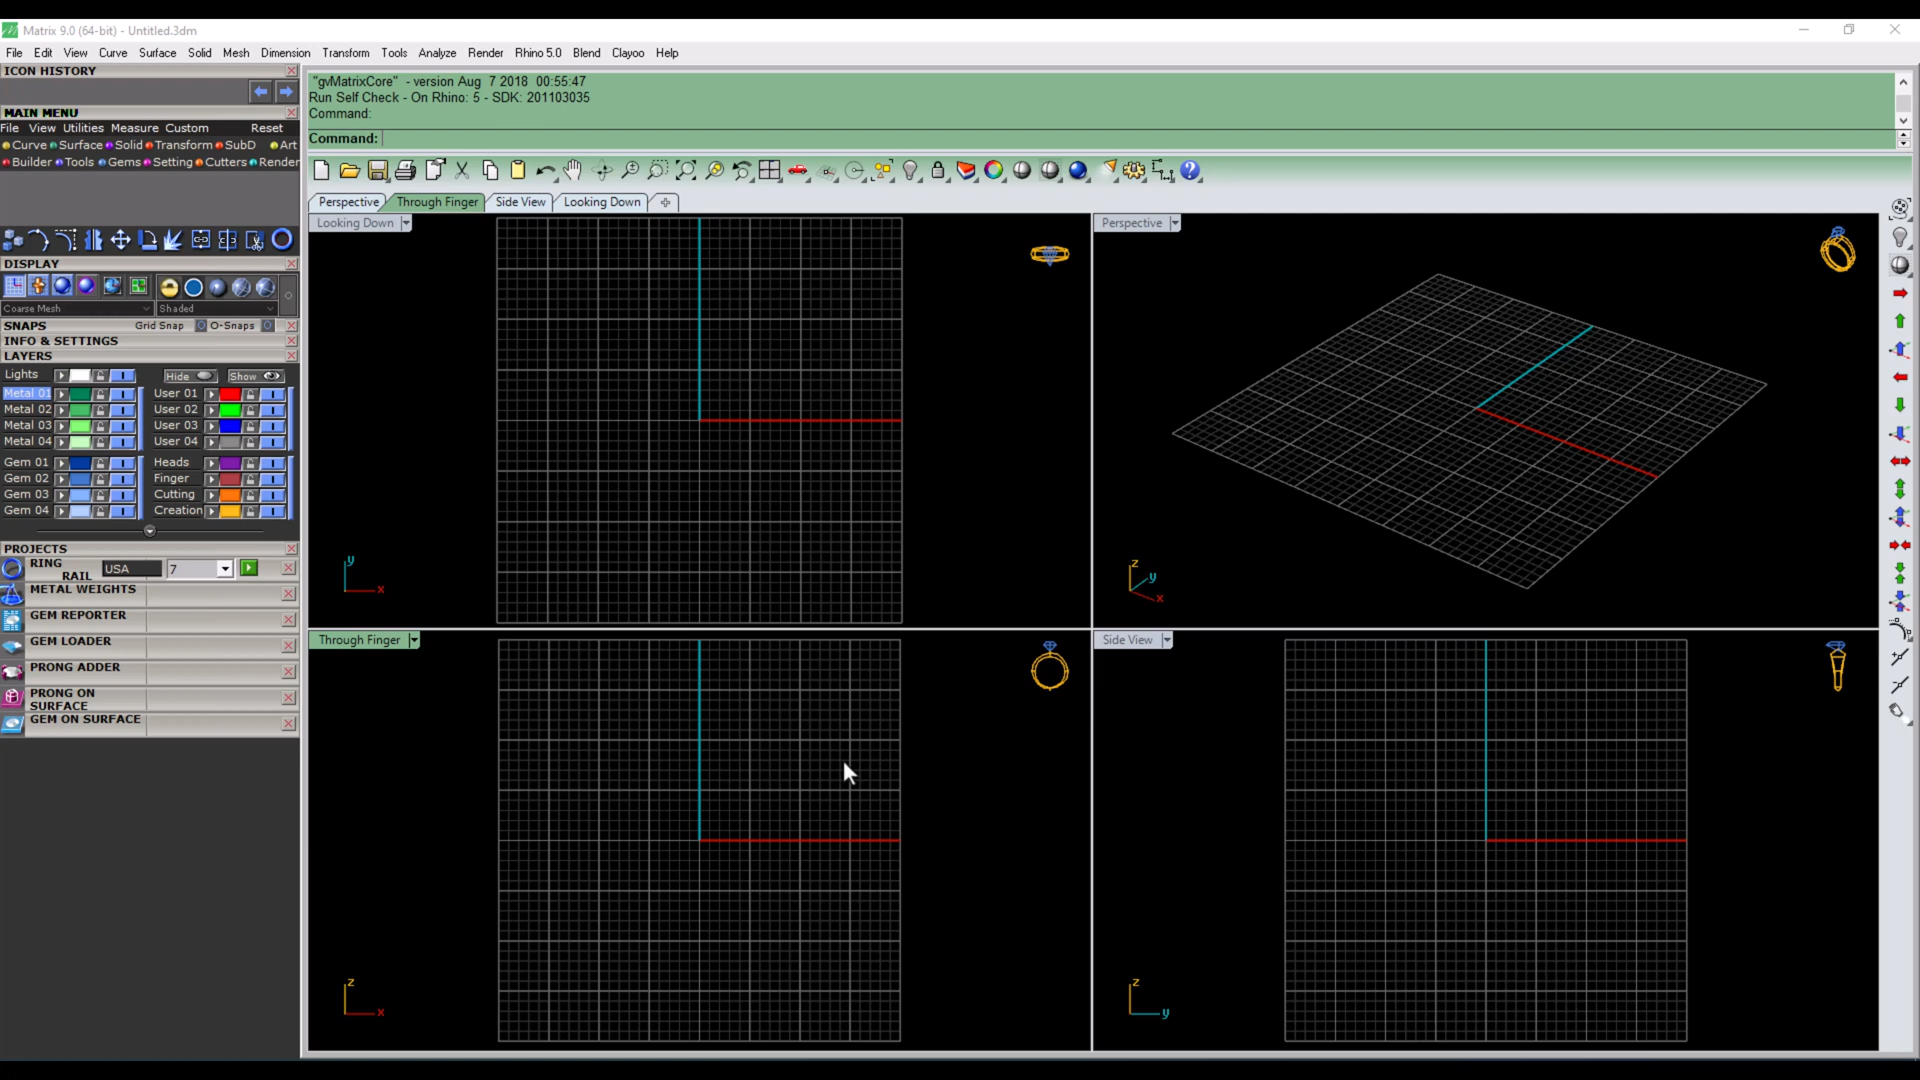 Matrix 9.0 (64-bit) - Untitled.3dm
File Edit View Curve Surface Solid Mesh Dimension Transform Tools Analyze Render Rhino 5.0 Blend Clayoo Help
ICON HISTORY
MAIN MENU
File View Utilities Measure Custom Reset
Curve Surface Solid Transform SubD Art
Builder Tools Gems Setting Cutters Render
DISPLAY
Coarse Mesh Shaded
SNAPS Grid Snap O-Snaps
INFO & SETTINGS
LAYERS
Lights Hide Show
Metal 01 User 01
Metal 02 User 02
Metal 03 User 03
Metal 04 User 04
Gem 01 Heads
Gem 02 Finger
Gem 03 Cutting
Gem 04 Creation
PROJECTS
RING RAIL USA 7
METAL WEIGHTS
GEM REPORTER
GEM LOADER
PRONG ADDER
PRONG ON SURFACE
GEM ON SURFACE
"gvMatrixCore" - version Aug 7 2018 00:55:47
Run Self Check - On Rhino: 5 - SDK: 201103035
Command:
Command:
Perspective Through Finger Side View Looking Down
Looking Down
y
x
Perspective
z
y
x
Through Finger
z
x
Side View
z
y